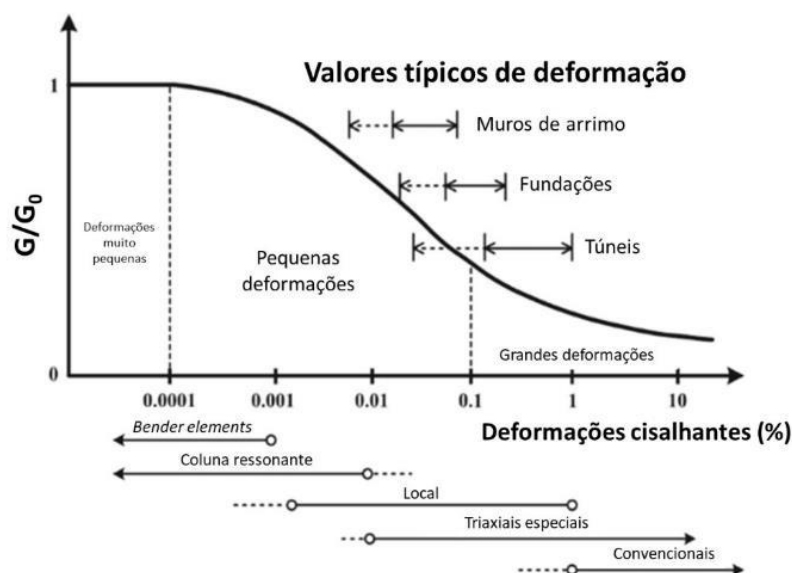 Valores típicos de deformação
1
Muros de arrimo
Fundações
Túneis
G/G0
Deformações
muito
pequenas
Pequenas
deformações
Grandes deformações
0
0.0001 0.001 0.01 0.1 1 10
Deformações cisalhantes (%)
Bender elements
Coluna ressonante
Local
Triaxiais especiais
Convencionais